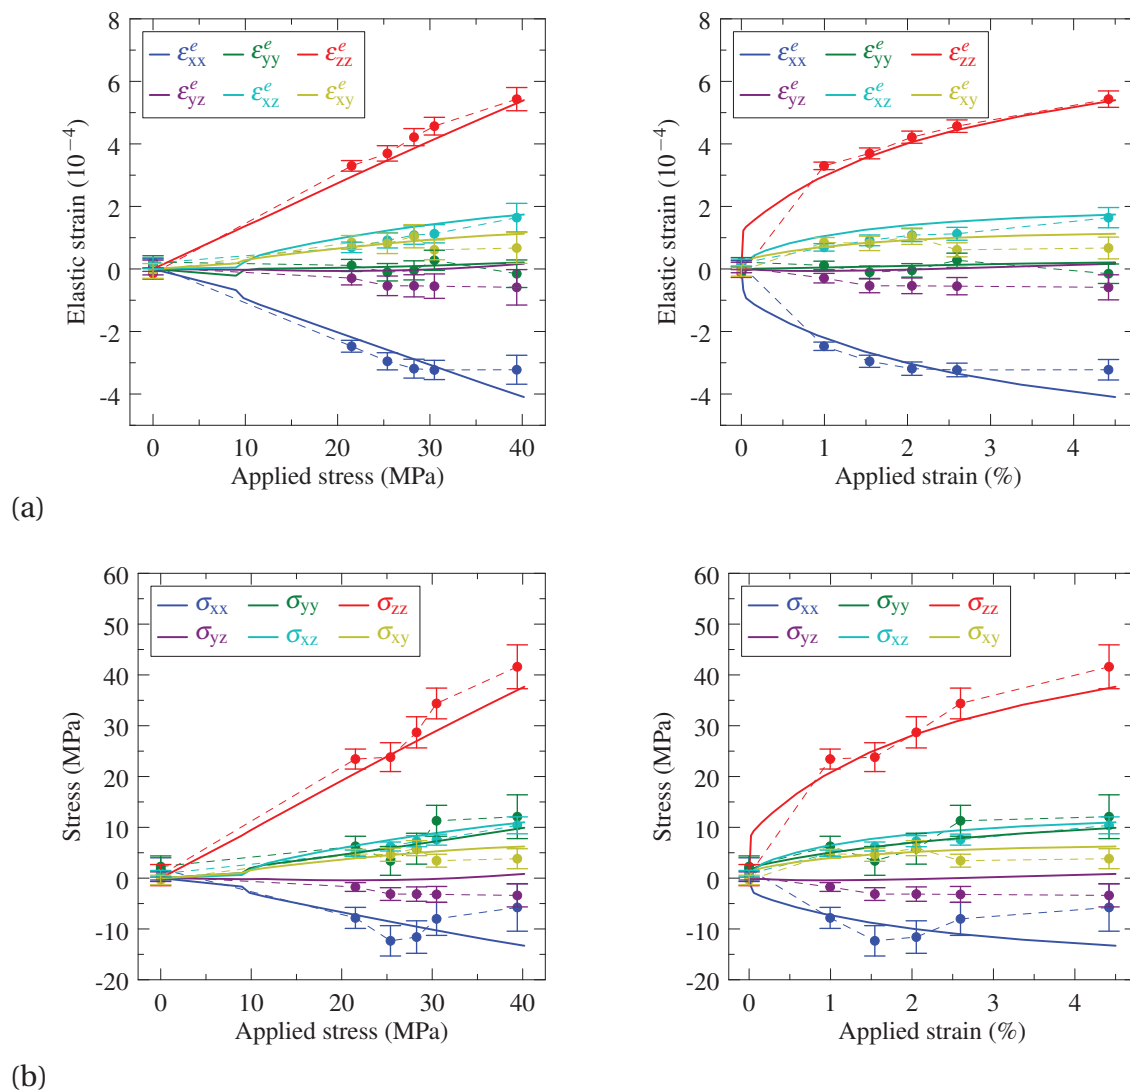 8
6
4
2
0
-2
-4
Elastic strain (10⁻⁴)
εᵉxx εᵉyy εᵉzz
εᵉyz εᵉxz εᵉxy
0 10 20 30 40
Applied stress (MPa)
8
6
4
2
0
-2
-4
Elastic strain (10⁻⁴)
εᵉxx εᵉyy εᵉzz
εᵉyz εᵉxz εᵉxy
0 1 2 3 4
Applied strain (%)
(a)
60
50
40
30
20
10
0
-10
-20
Stress (MPa)
σxx σyy σzz
σyz σxz σxy
0 10 20 30 40
Applied stress (MPa)
60
50
40
30
20
10
0
-10
-20
Stress (MPa)
σxx σyy σzz
σyz σxz σxy
0 1 2 3 4
Applied strain (%)
(b)